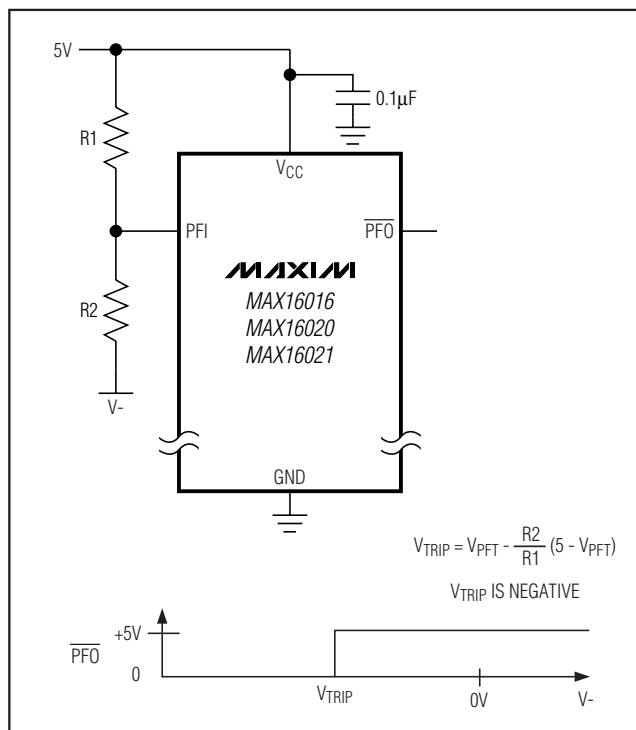 5V
0.1µF
R1
VCC
PFI
PFO
MAXIM
MAX16016
MAX16020
MAX16021
R2
V-
GND
VTRIP = VPFT - R2/R1 (5 - VPFT)
VTRIP IS NEGATIVE
+5V
PFO
0
VTRIP
0V
V-